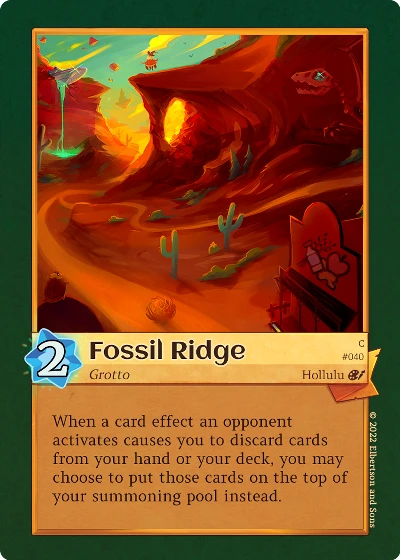 2
Fossil Ridge
C
#040
Grotto
Hollulu
When a card effect an opponent
activates causes you to discard cards
from your hand or your deck, you may
choose to put those cards on the top of
your summoning pool instead.
© 2022 Elbertson and Sons